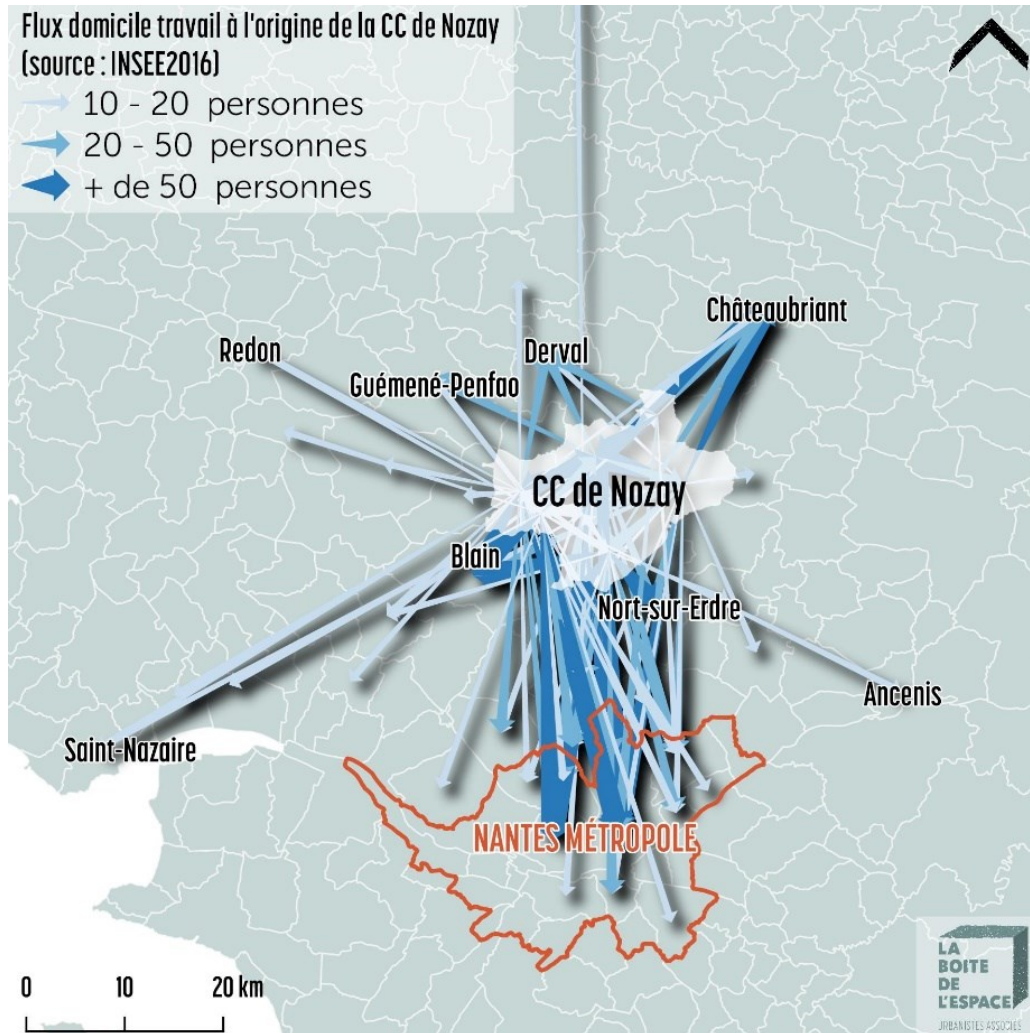 Flux domicile travail à l'origine de la CC de Nozay
(source : INSEE2016)
10 - 20 personnes
20 - 50 personnes
+ de 50 personnes
Châteaubriant
Redon
Derval
Guémené-Penfao
CC de Nozay
Blain
Nort-sur-Erdre
Ancenis
Saint-Nazaire
NANTES MÉTROPOLE
0 10 20 km
LA
BOITE
DE
L'ESPACE
URBANISTES ASSOCIÉS